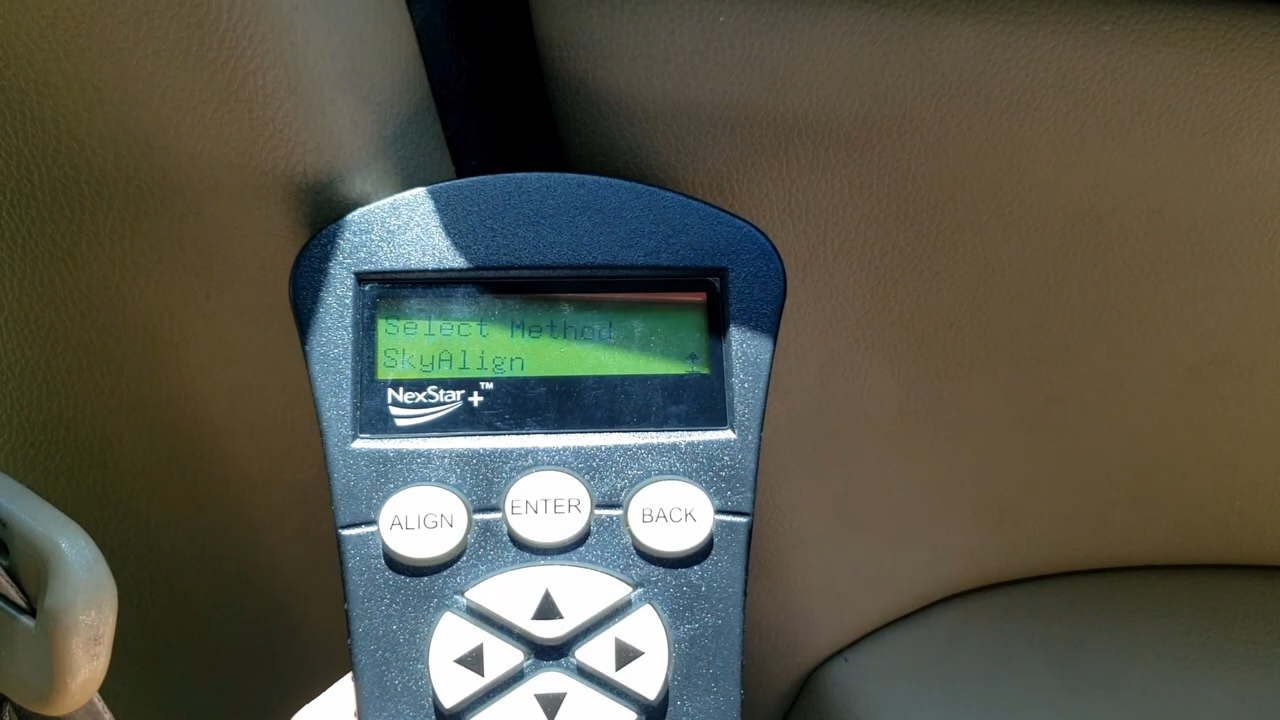 Select Method
SkyAlign
NexStar+™
ALIGN
ENTER
BACK